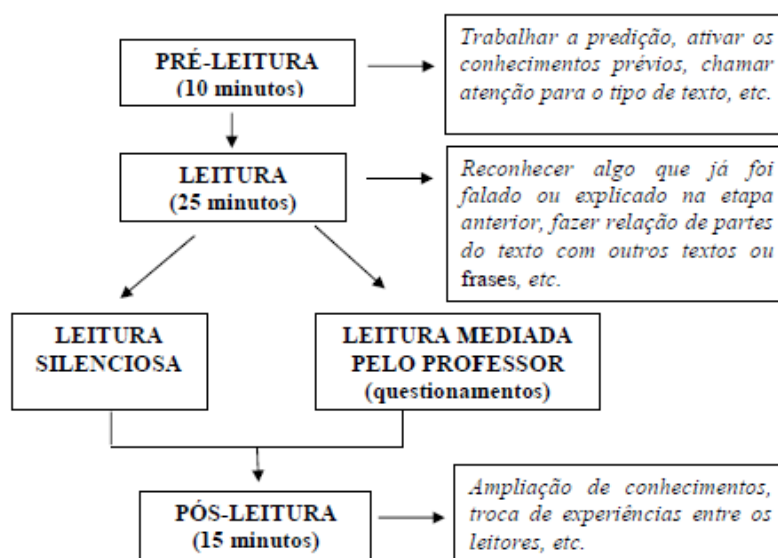 PRÉ-LEITURA
(10 minutos)
Trabalhar a predição, ativar os
conhecimentos prévios, chamar
atenção para o tipo de texto, etc.
LEITURA
(25 minutos)
Reconhecer algo que já foi
falado ou explicado na etapa
anterior, fazer relação de partes
do texto com outros textos ou
frases, etc.
LEITURA
SILENCIOSA
LEITURA MEDIADA
PELO PROFESSOR
(questionamentos)
PÓS-LEITURA
(15 minutos)
Ampliação de conhecimentos,
troca de experiências entre os
leitores, etc.